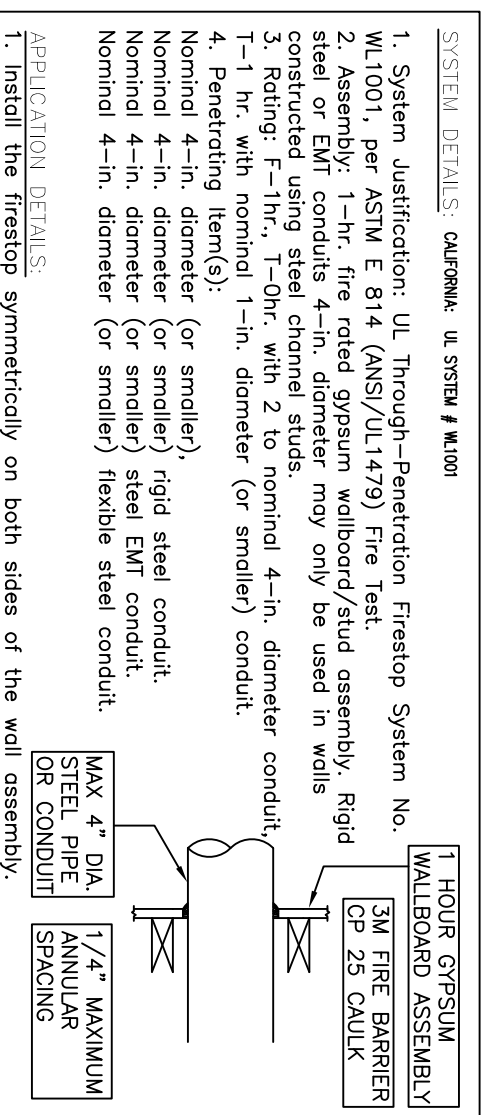 SYSTEM DETAILS: CALIFORNIA: UL SYSTEM # WL1001
1. System Justification: UL Through-Penetration Firestop System No.
WL1001, per ASTM E 814 (ANSI/UL1479) Fire Test.
2. Assembly: 1-hr. fire rated gypsum wallboard/stud assembly. Rigid
steel or EMT conduits 4-in. diameter may only be used in walls
constructed using steel channel studs.
3. Rating: F-1hr., T-0hr. with 2 to nominal 4-in. diameter conduit,
T-1 hr. with nominal 1-in. diameter (or smaller) conduit.
4. Penetrating Item(s):
Nominal 4-in. diameter (or smaller),
Nominal 4-in. diameter (or smaller) rigid steel conduit.
Nominal 4-in. diameter (or smaller) steel EMT conduit.
Nominal 4-in. diameter (or smaller) flexible steel conduit.
APPLICATION DETAILS:
1. Install the firestop symmetrically on both sides of the wall assembly.
1 HOUR GYPSUM
WALLBOARD ASSEMBLY
3M FIRE BARRIER
CP 25 CAULK
MAX 4" DIA.
STEEL PIPE
OR CONDUIT
1/4" MAXIMUM
ANNULAR
SPACING